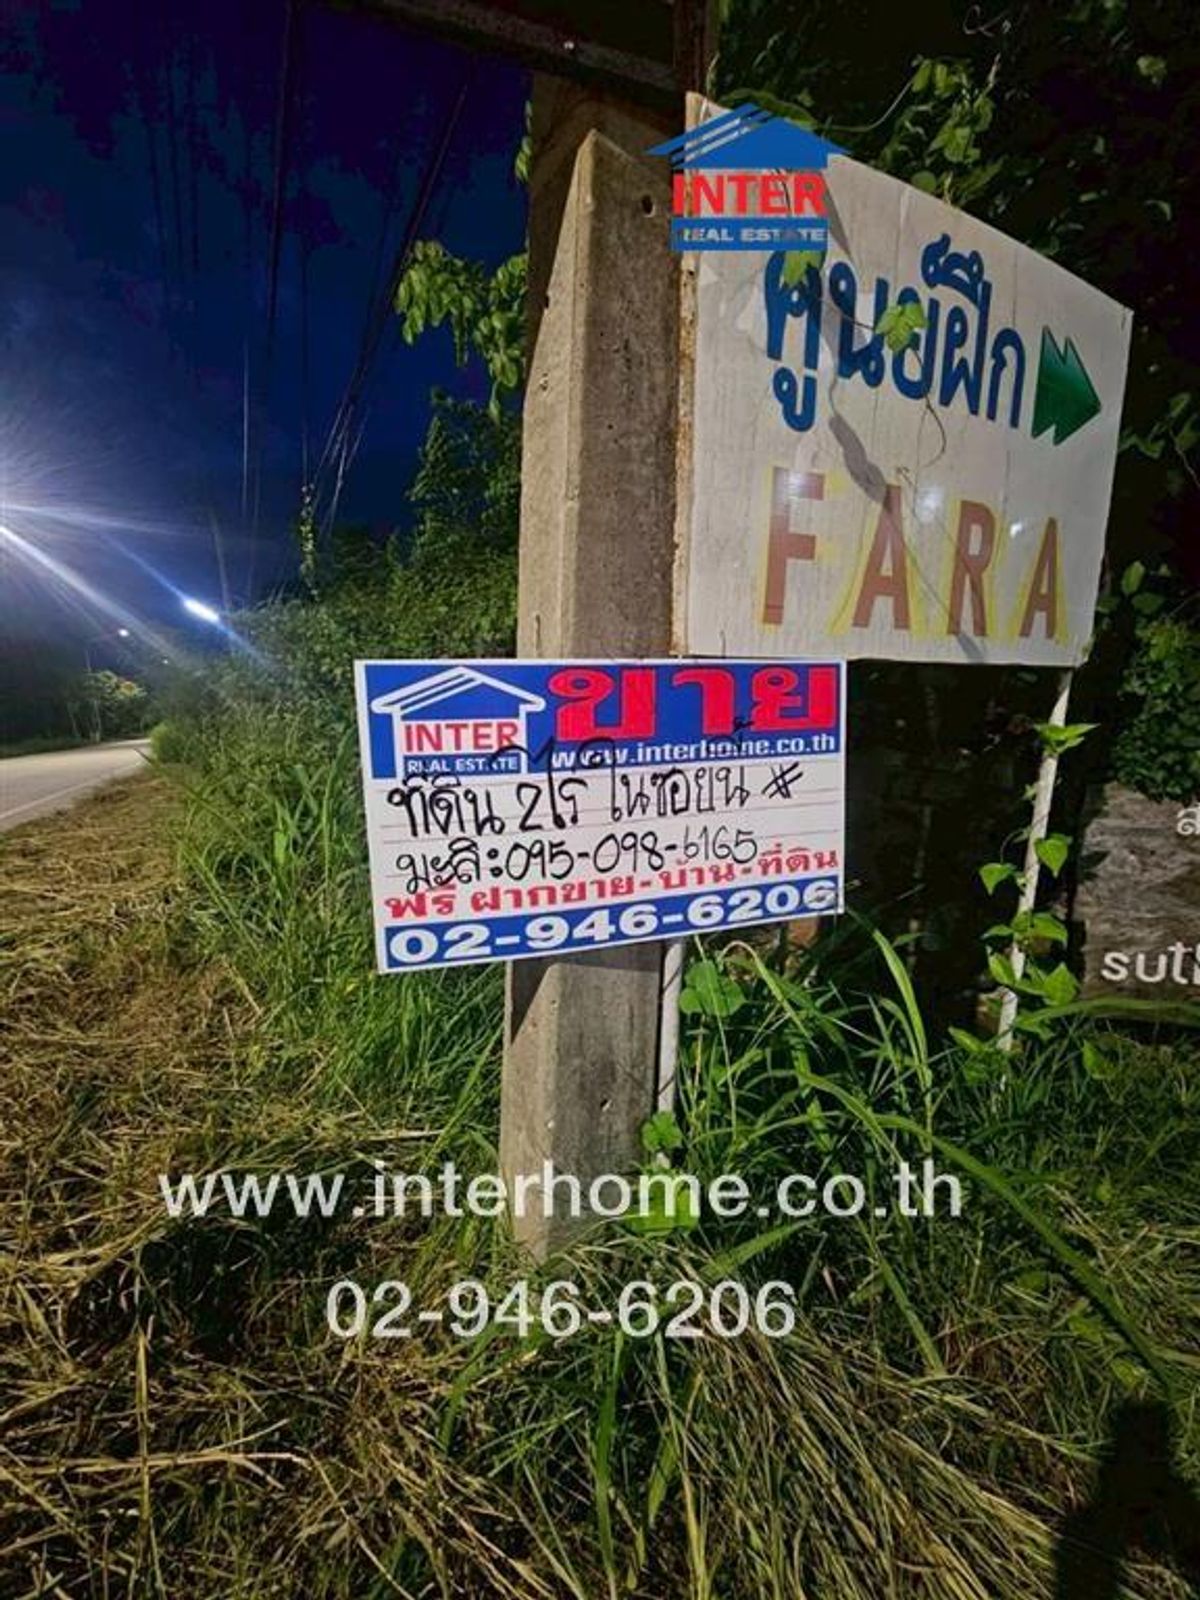 INTER
REAL ESTATE
ศูนย์ฝึก
FARA
INTER
REAL ESTATE
ขาย
www.interhome.co.th
ที่ดิน 2ไร่ ในซอยนี้ #
มะลิ: 095-098-6165
ฟรี ฝากขาย-บ้าน-ที่ดิน
02-946-6206
www.interhome.co.th
02-946-6206